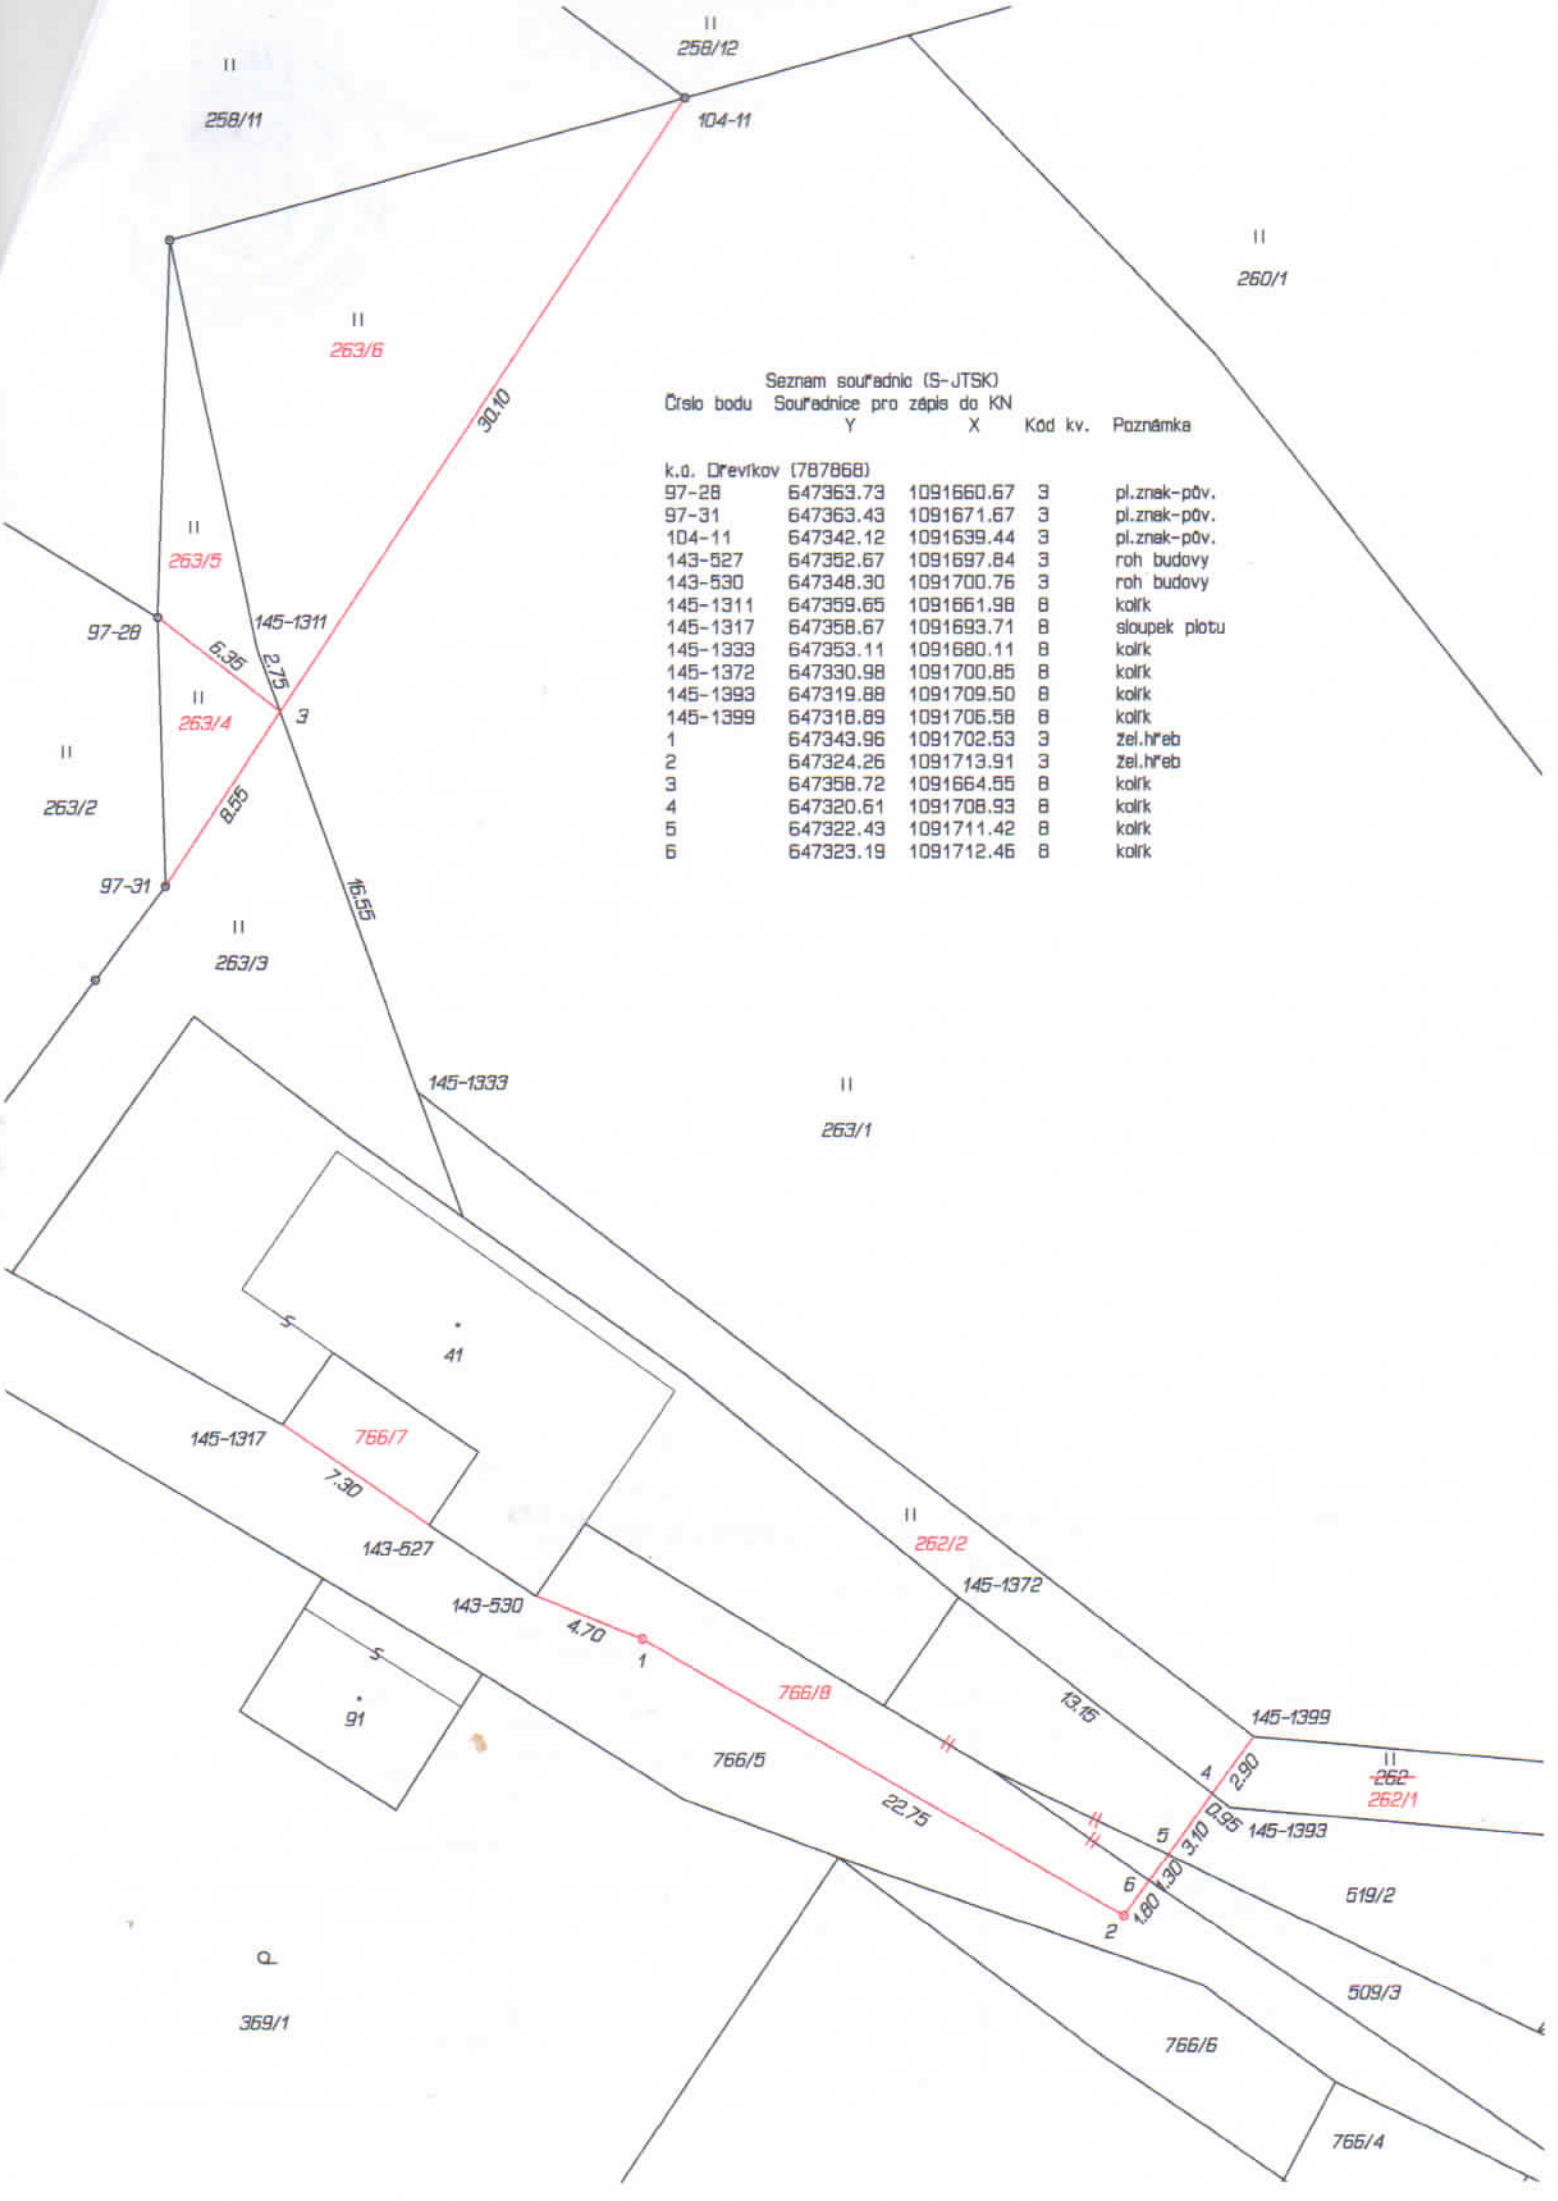 II
258/12
II
258/11
104-11
II
260/1
II
263/6
30.10
Seznam souřadnic (S-JTSK)
Číslo bodu Souřadnice pro zápis do KN
Y X Kód kv. Poznámka
k.ú. Dřevíkov (787868)
97-28 647363.73 1091660.67 3 pl.znak-pův.
97-31 647363.43 1091671.67 3 pl.znak-pův.
104-11 647342.12 1091639.44 3 pl.znak-pův.
143-527 647352.67 1091697.84 3 roh budovy
143-530 647348.30 1091700.76 3 roh budovy
145-1311 647359.65 1091661.98 8 kolík
145-1317 647358.67 1091693.71 8 sloupek plotu
145-1333 647353.11 1091680.11 8 kolík
145-1372 647330.98 1091700.85 8 kolík
145-1393 647319.88 1091709.50 8 kolík
145-1399 647318.89 1091706.58 8 kolík
1 647343.96 1091702.53 3 žel.hřeb
2 647324.26 1091713.91 3 žel.hřeb
3 647358.72 1091664.55 8 kolík
4 647320.61 1091708.93 8 kolík
5 647322.43 1091711.42 8 kolík
6 647323.19 1091712.46 8 kolík
II
263/5
97-28
145-1311
6.35
2.75
II
263/4
3
II
263/2
8.55
97-31
16.55
II
263/3
145-1333
II
263/1
41
145-1317
766/7
7.30
143-527
II
262/2
145-1372
143-530
4.70
1
91
766/8
13.15
766/5
145-1399
4
2.90
II
262
262/1
22.75
0.95
145-1393
5
3.10
6
1.30
519/2
1.80
2
509/3
369/1
766/6
766/4